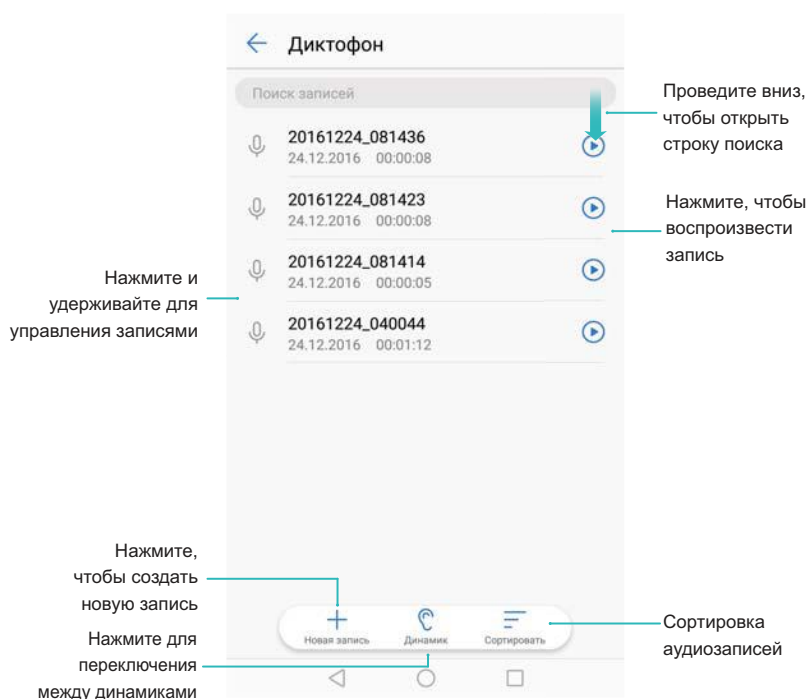 Диктофон
Поиск записей
20161224_081436
24.12.2016 00:00:08
20161224_081423
24.12.2016 00:00:08
20161224_081414
24.12.2016 00:00:05
20161224_040044
24.12.2016 00:01:12
Проведите вниз,
чтобы открыть
строку поиска
Нажмите, чтобы
воспроизвести
запись
Нажмите и
удерживайте для
управления записями
Нажмите,
чтобы создать
новую запись
Нажмите для
переключения
между динамиками
Новая запись
Динамик
Сортировать
Сортировка
аудиозаписей